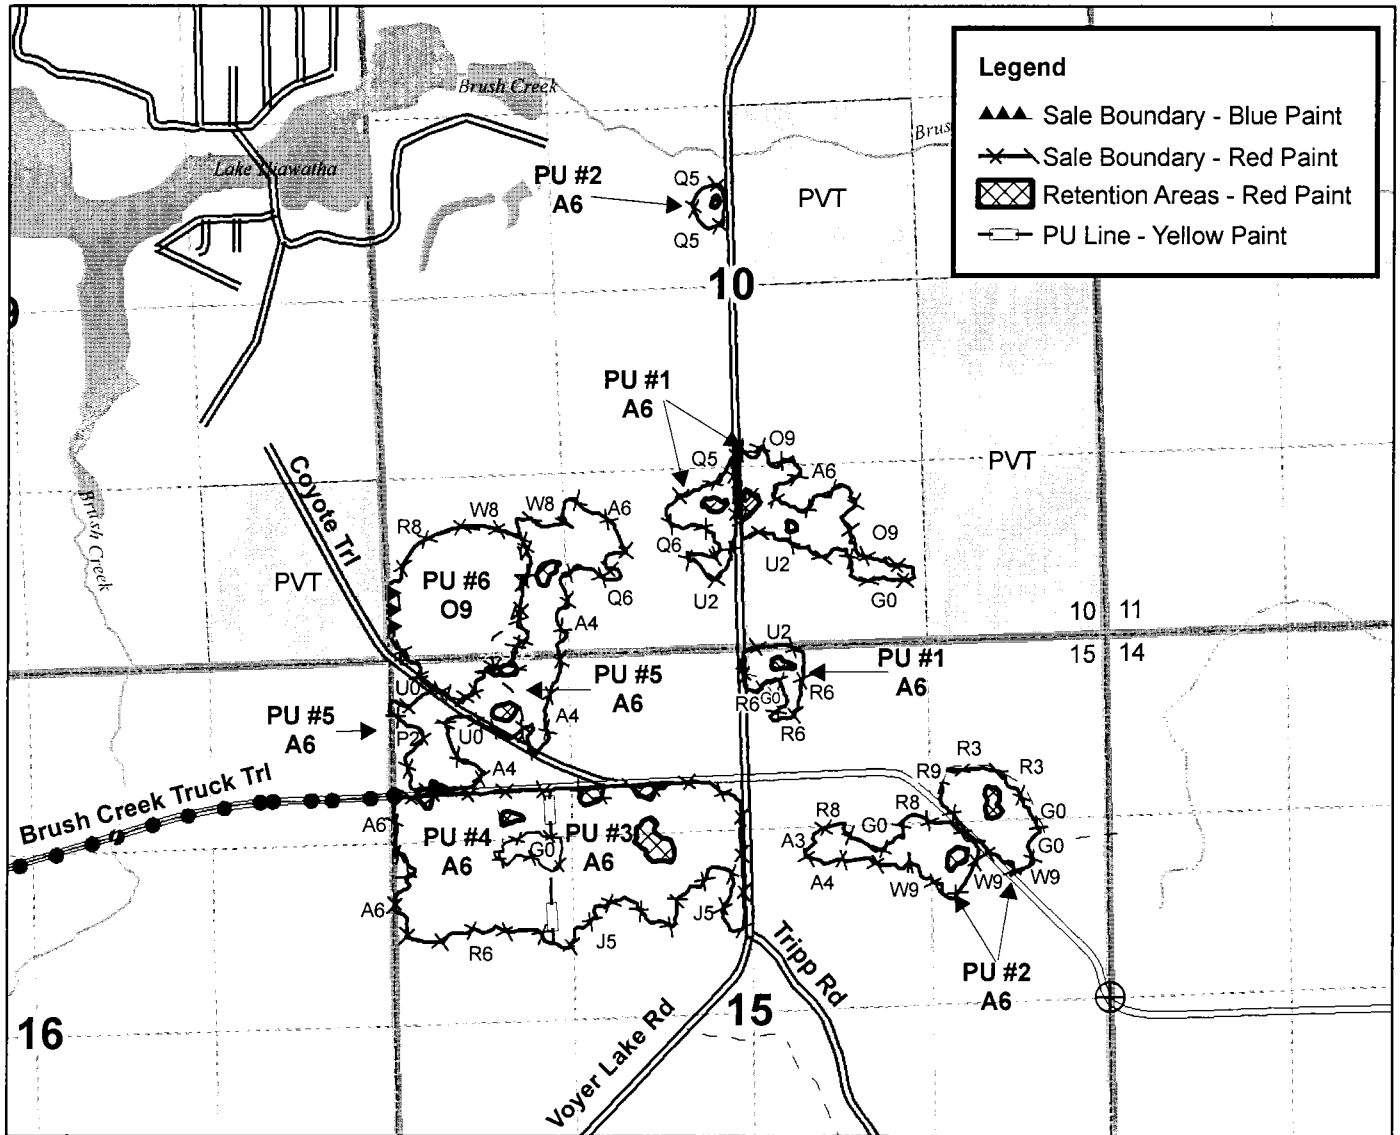 Legend
Sale Boundary - Blue Paint
Sale Boundary - Red Paint
Retention Areas - Red Paint
PU Line - Yellow Paint
Brush Creek
Lake Hiawatha
PU #2
A6
Q5
Q5
PVT
10
PU #1
A6
Q5
O9
A6
PVT
Coyote Trl
Brush Creek
R8
W8
W8
A6
Q6
O9
U2
G0
U2
PVT
PU #6
O9
Q6
A4
10 11
15 14
U2
PU #1
A6
R6
R6
G0
R6
U0
PU #5
A6
PU #5
A6
P2
U0
A4
A4
Brush Creek Truck Trl
A6
PU #4
A6
G0
PU #3
A6
R9
R3
R3
R8
R8
G0
G0
G0
A3
A4
W9
W9
W9
A6
R6
J5
J5
PU #2
A6
Tripp Rd
Voyer Lake Rd
15
16